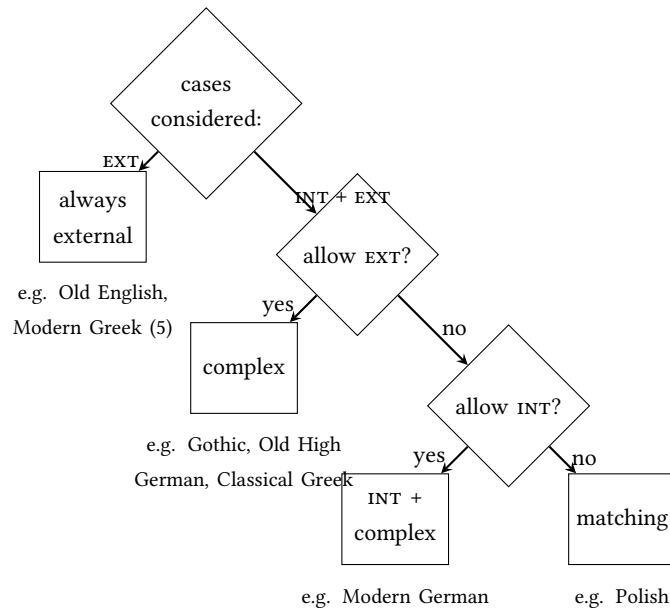 cases
considered:
EXT
always
external
INT + EXT
allow EXT?
e.g. Old English,
Modern Greek (5)
yes
no
complex
allow INT?
e.g. Gothic, Old High
German, Classical Greek
yes
no
INT +
complex
matching
e.g. Modern German
e.g. Polish